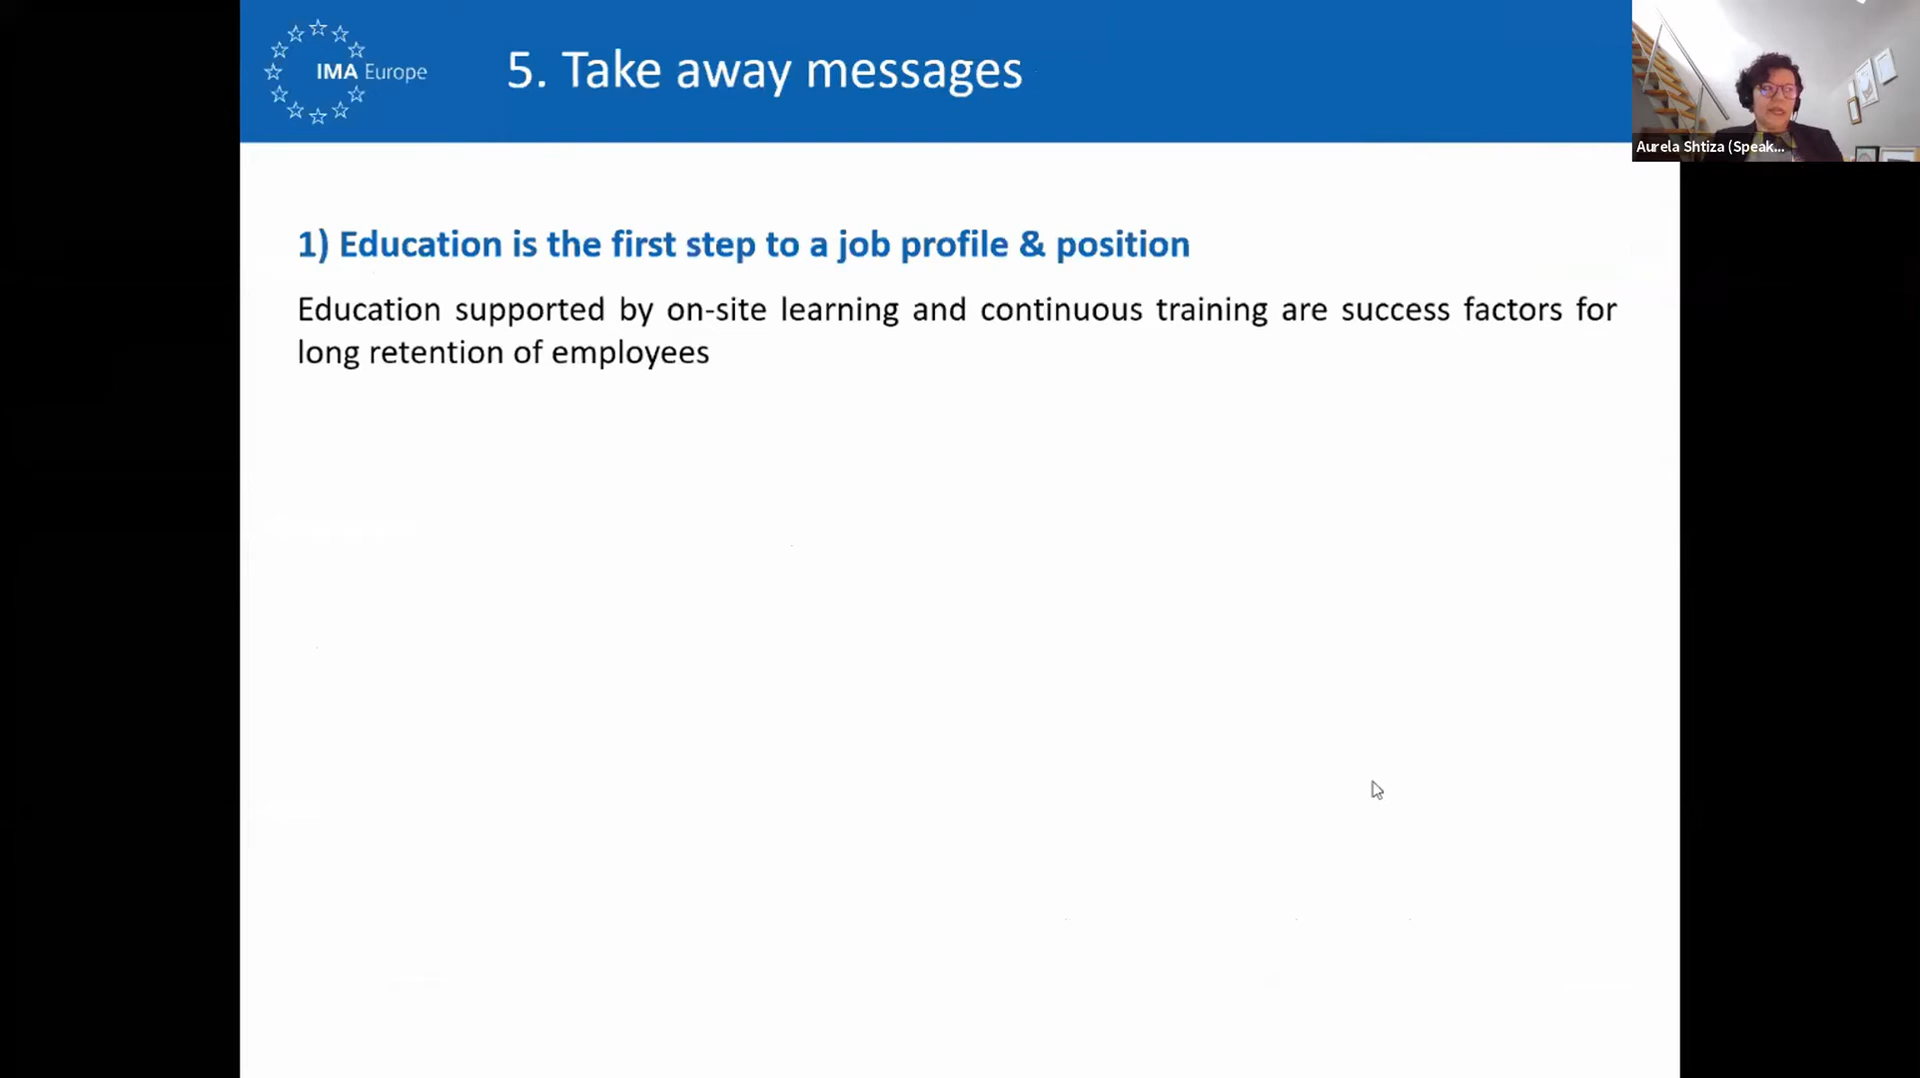 IMA Europe
5. Take away messages
Aurela Shtiza (Speak...
1) Education is the first step to a job profile & position
Education supported by on-site learning and continuous training are success factors for
long retention of employees